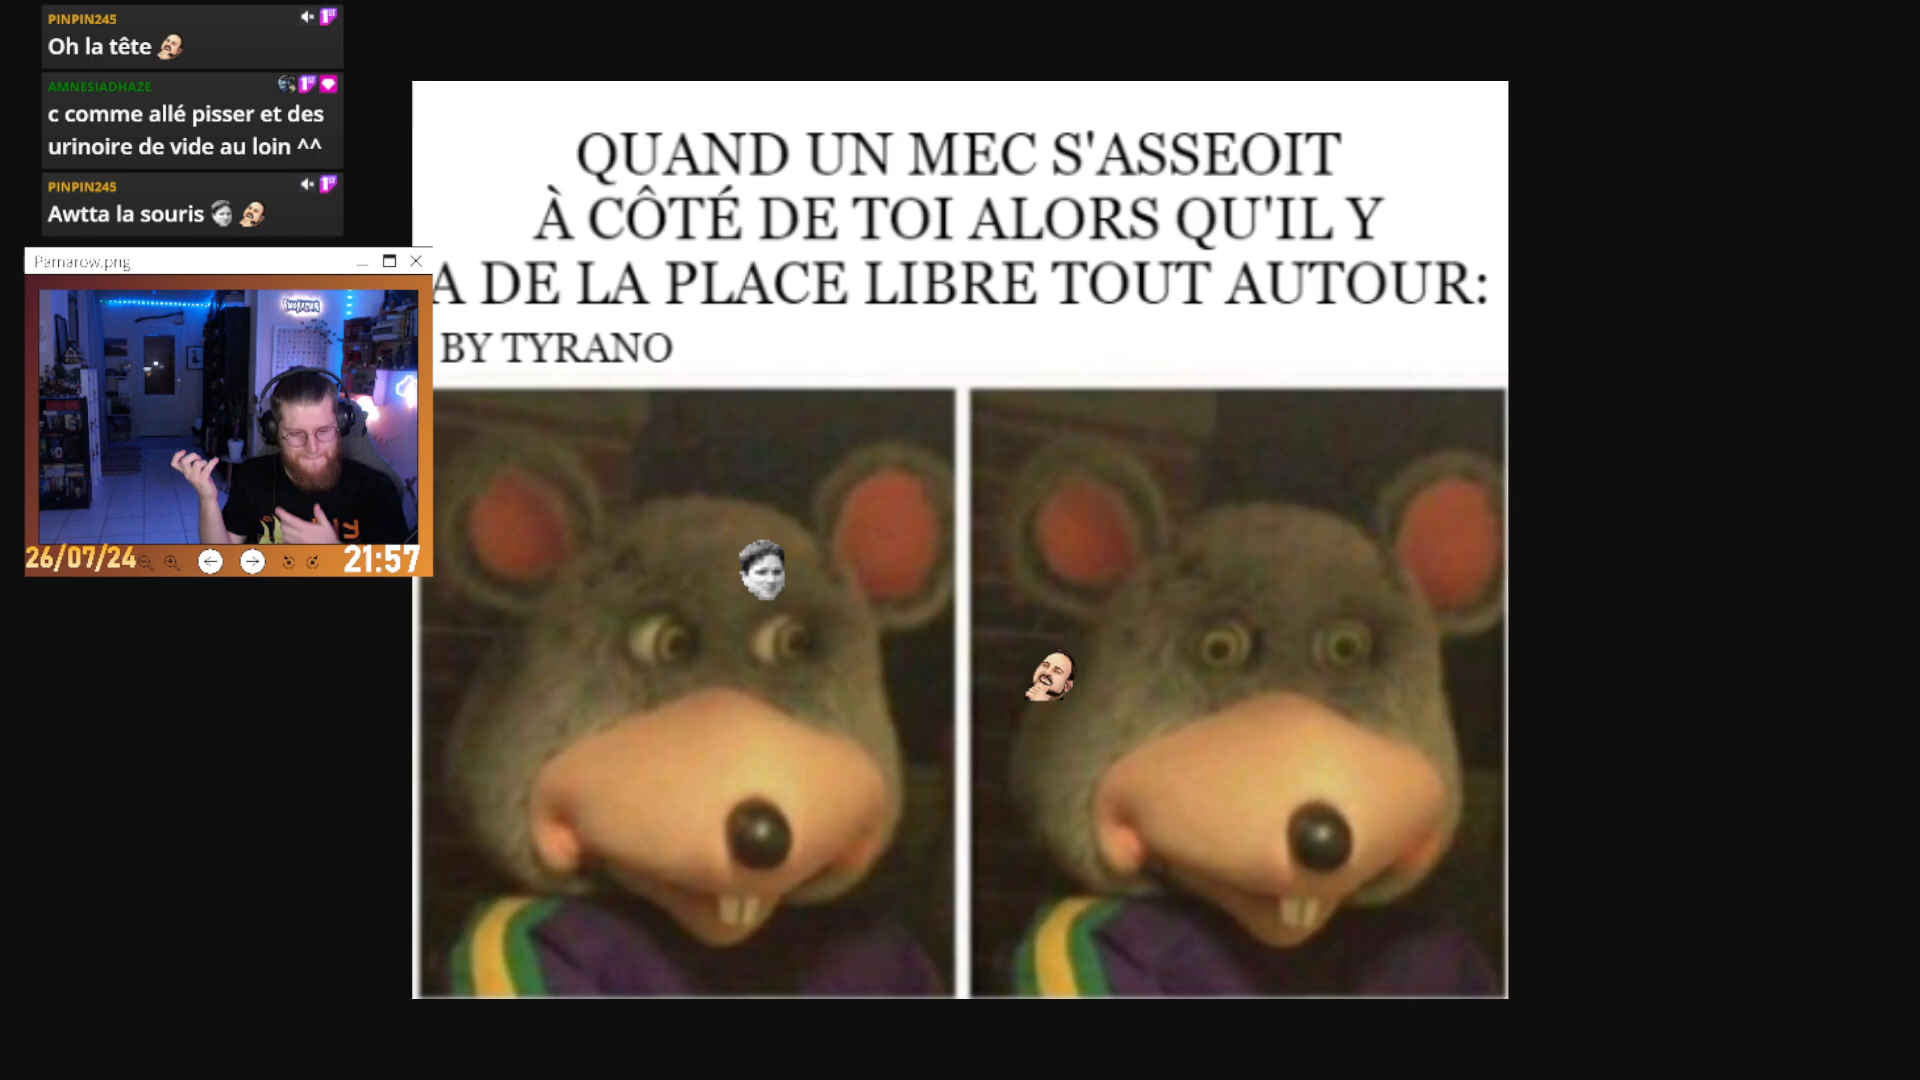 PINPIN245
Oh la tête
AMNESIADHAZE
c comme allé pisser et des
urinoire de vide au loin ^^
PINPIN245
Awtta la souris
Pamarow.png
26/07/24
21:57
QUAND UN MEC S'ASSEOIT
À CÔTÉ DE TOI ALORS QU'IL Y
A DE LA PLACE LIBRE TOUT AUTOUR:
BY TYRANO